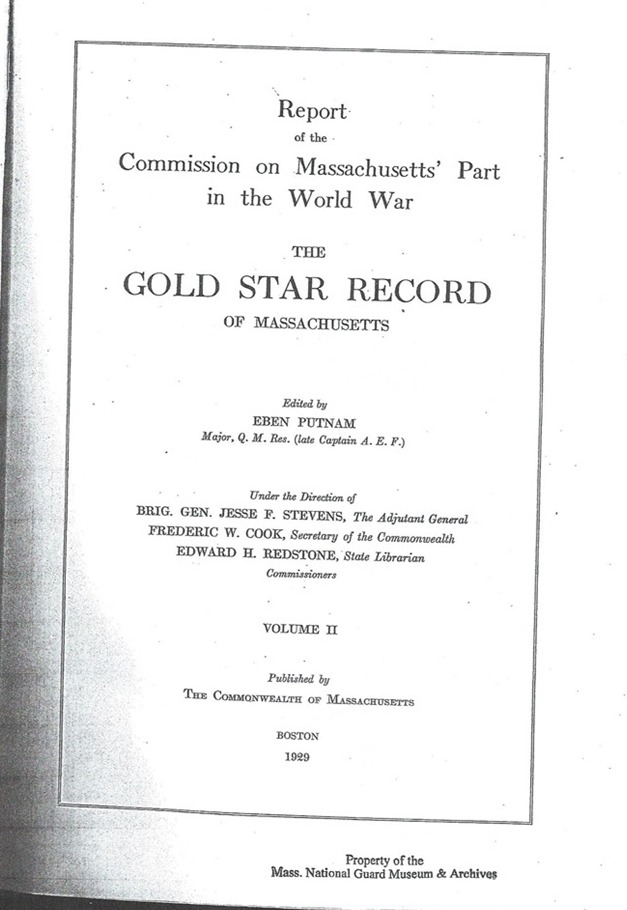 Report
of the
Commission on Massachusetts' Part
in the World War
THE
GOLD STAR RECORD
OF MASSACHUSETTS
Edited by
EBEN PUTNAM
Major, Q. M. Res. (late Captain A. E. F.)
Under the Direction of
BRIG. GEN. JESSE F. STEVENS, The Adjutant General
FREDERIC W. COOK, Secretary of the Commonwealth
EDWARD H. REDSTONE, State Librarian
Commissioners
VOLUME II
Published by
THE COMMONWEALTH OF MASSACHUSETTS
BOSTON
1929
Property of the
Mass. National Guard Museum & Archives